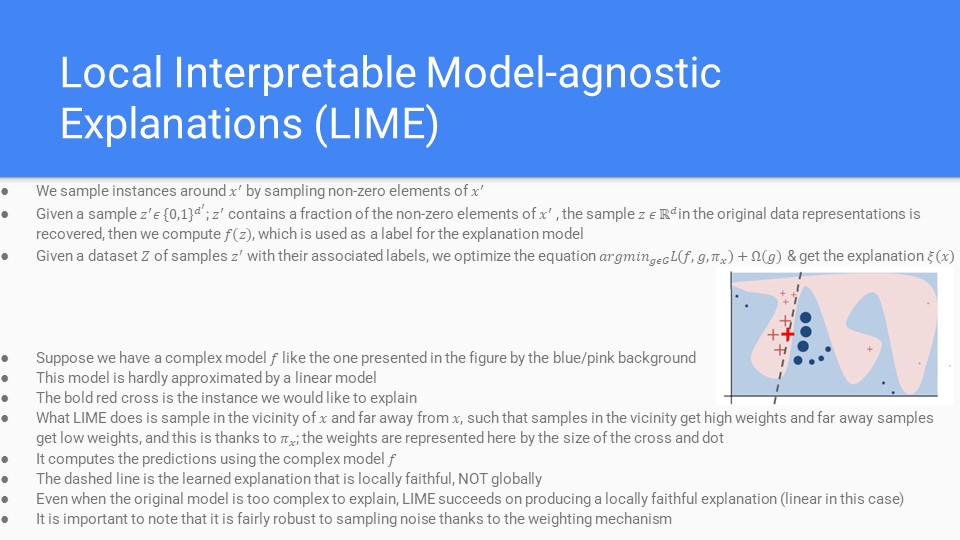 Local Interpretable Model-agnostic
Explanations (LIME)
● We sample instances around 𝑥′ by sampling non-zero elements of 𝑥′
● Given a sample 𝑧′𝜖 {0,1}^𝑑′; 𝑧′ contains a fraction of the non-zero elements of 𝑥′ , the sample 𝑧 𝜖 ℝ^𝑑 in the original data representations is
recovered, then we compute 𝑓(𝑧), which is used as a label for the explanation model
● Given a dataset 𝑍 of samples 𝑧′ with their associated labels, we optimize the equation 𝑎𝑟𝑔𝑚𝑖𝑛_𝑔𝜖𝐺 𝐿(𝑓, 𝑔, 𝜋_𝑥) + Ω(𝑔) & get the explanation 𝜉(𝑥)
● Suppose we have a complex model 𝑓 like the one presented in the figure by the blue/pink background
● This model is hardly approximated by a linear model
● The bold red cross is the instance we would like to explain
● What LIME does is sample in the vicinity of 𝑥 and far away from 𝑥, such that samples in the vicinity get high weights and far away samples
get low weights, and this is thanks to 𝜋_𝑥; the weights are represented here by the size of the cross and dot
● It computes the predictions using the complex model 𝑓
● The dashed line is the learned explanation that is locally faithful, NOT globally
● Even when the original model is too complex to explain, LIME succeeds on producing a locally faithful explanation (linear in this case)
● It is important to note that it is fairly robust to sampling noise thanks to the weighting mechanism